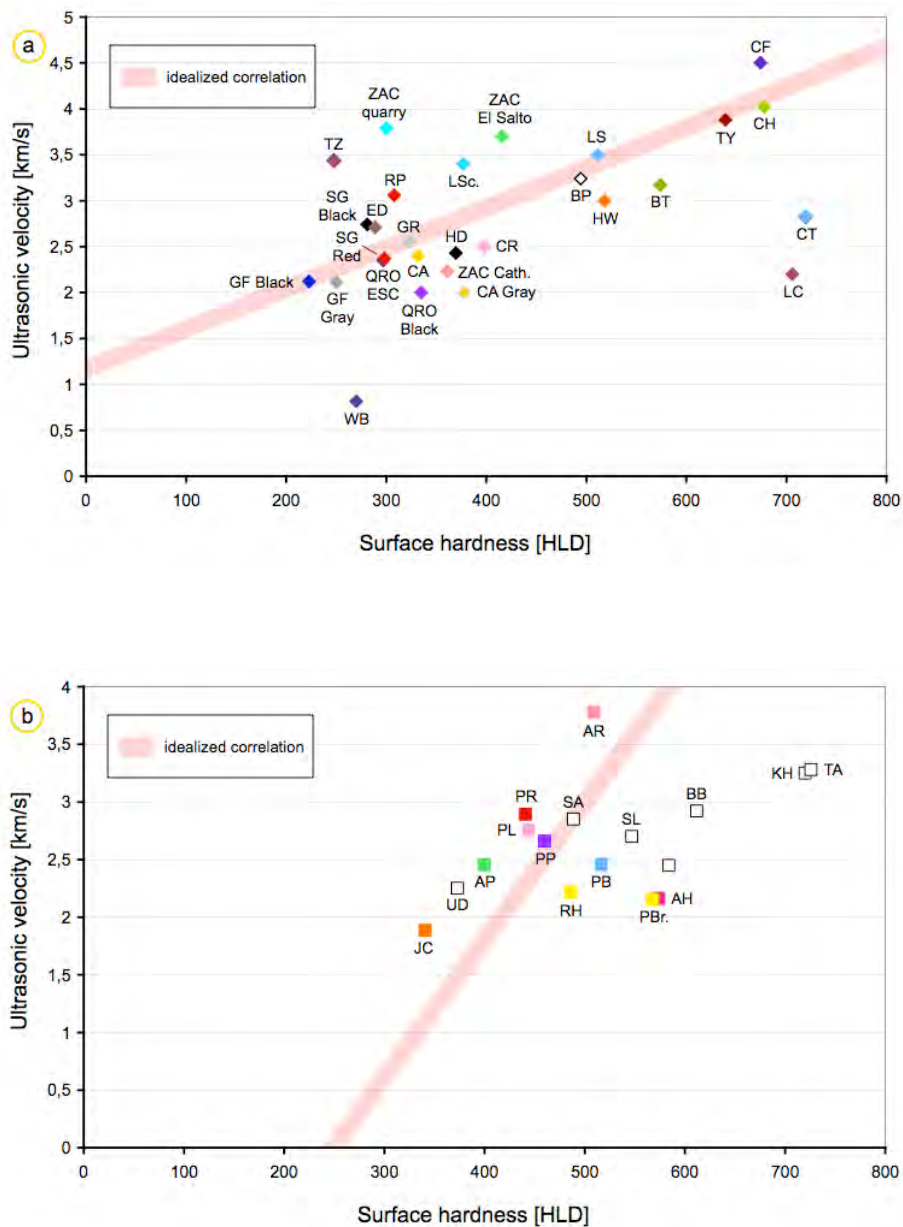 a
idealized correlation
Ultrasonic velocity [km/s]
5
4,5
4
3,5
3
2,5
2
1,5
1
0,5
0
CF
ZAC
quarry
ZAC
El Salto
CH
TY
LS
TZ
LSc.
RP
BP
BT
HW
SG
Black
ED
CT
GR
SG
Red
HD
CR
CA
QRO
ESC
ZAC Cath.
LC
GF Black
GF
Gray
QRO
Black
CA Gray
WB
0
100
200
300
400
500
600
700
800
Surface hardness [HLD]
b
idealized correlation
Ultrasonic velocity [km/s]
4
3,5
3
2,5
2
1,5
1
0,5
0
AR
KH
TA
PR
SA
BB
PL
SL
PP
AP
PB
UD
RH
PBr.
AH
JC
0
100
200
300
400
500
600
700
800
Surface hardness [HLD]